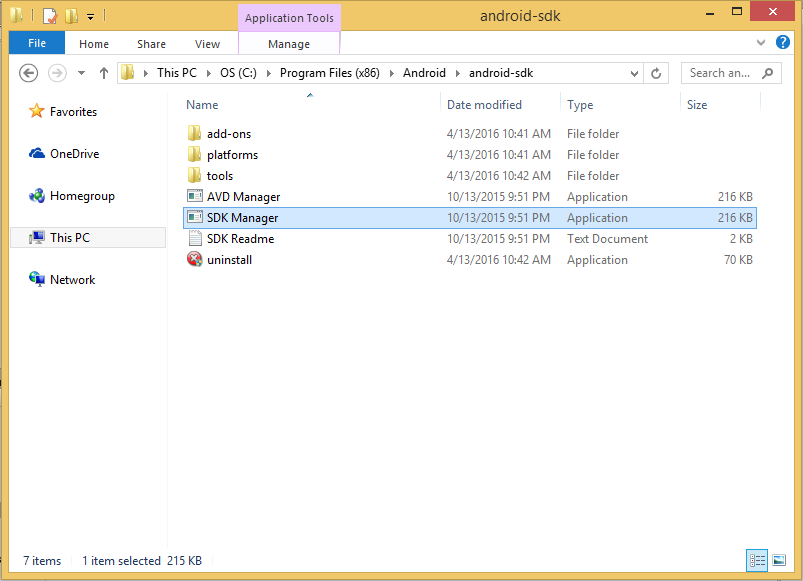 Application Tools
android-sdk
File Home Share View Manage
This PC OS (C:) Program Files (x86) Android android-sdk Search an...
Name Date modified Type Size
Favorites
OneDrive
Homegroup
This PC
Network
add-ons 4/13/2016 10:41 AM File folder
platforms 4/13/2016 10:41 AM File folder
tools 4/13/2016 10:42 AM File folder
AVD Manager 10/13/2015 9:51 PM Application 216 KB
SDK Manager 10/13/2015 9:51 PM Application 216 KB
SDK Readme 10/13/2015 9:51 PM Text Document 2 KB
uninstall 4/13/2016 10:42 AM Application 70 KB
7 items 1 item selected 215 KB